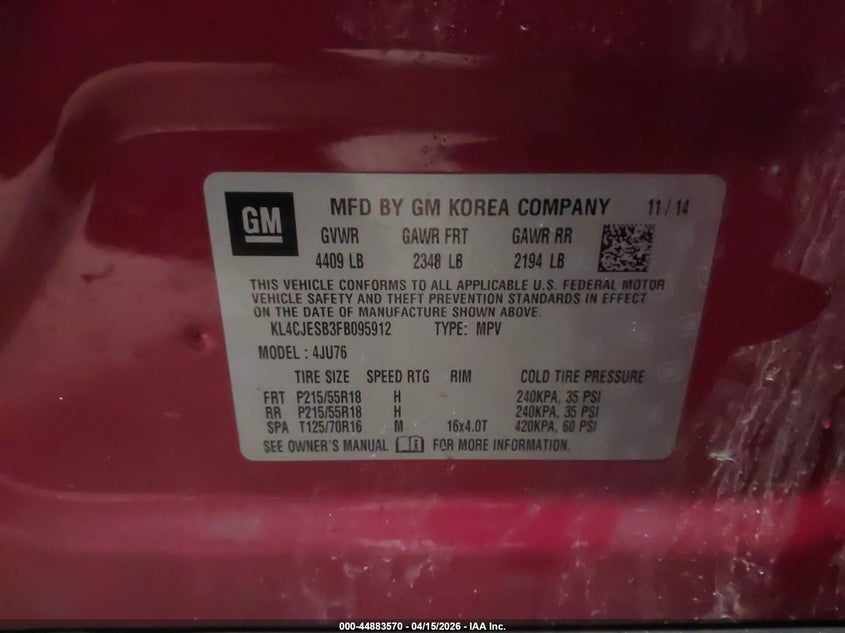 GM
MFD BY GM KOREA COMPANY 11/14
GVWR GAWR FRT GAWR RR
4409 LB 2348 LB 2194 LB
THIS VEHICLE CONFORMS TO ALL APPLICABLE U.S. FEDERAL MOTOR
VEHICLE SAFETY AND THEFT PREVENTION STANDARDS IN EFFECT
ON THE DATE OF MANUFACTURE SHOWN ABOVE.
KL4CJESB3FB095912 TYPE: MPV
MODEL : 4JU76
TIRE SIZE SPEED RTG RIM COLD TIRE PRESSURE
FRT P215/55R18 H 240KPA, 35 PSI
RR P215/55R18 H 240KPA, 35 PSI
SPA T125/70R16 M 16x4.0T 420KPA, 60 PSI
SEE OWNER'S MANUAL FOR MORE INFORMATION.
000-44883570 - 04/15/2026 - IAA Inc.